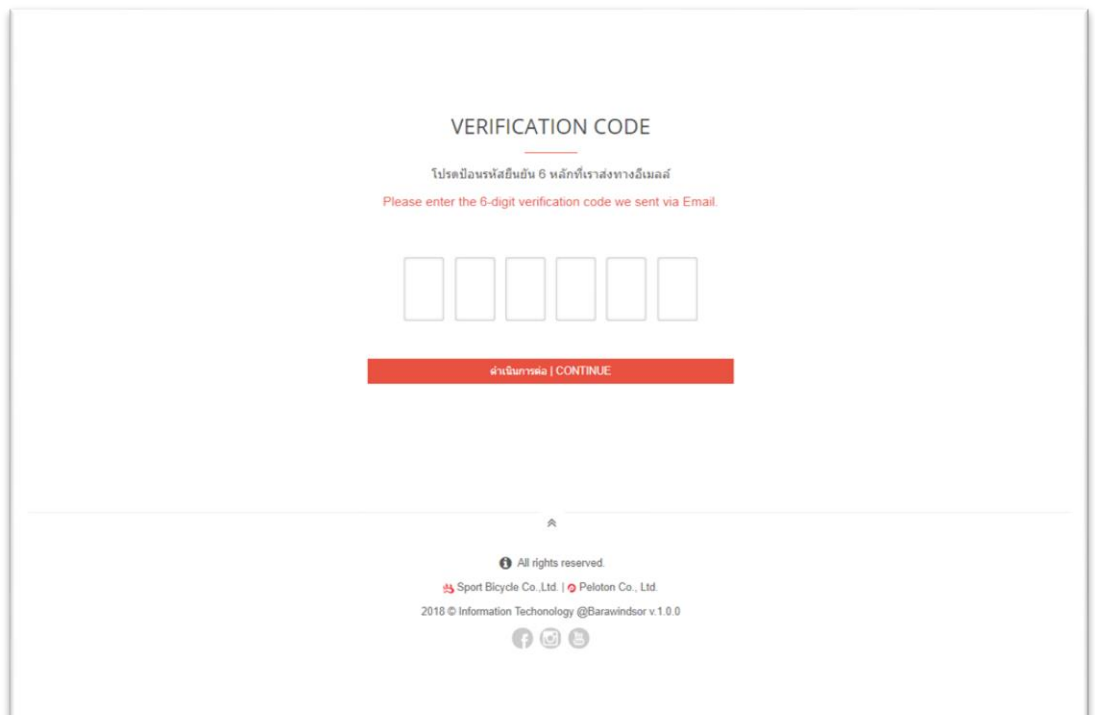 VERIFICATION CODE
โปรดป้อนรหัสยืนยัน 6 หลักที่เราส่งทางอีเมลล์
Please enter the 6-digit verification code we sent via Email.
ดำเนินการต่อ | CONTINUE
All rights reserved.
Sport Bicycle Co.,Ltd. | Peloton Co., Ltd.
2018 © Information Techonology @Barawindsor v.1.0.0